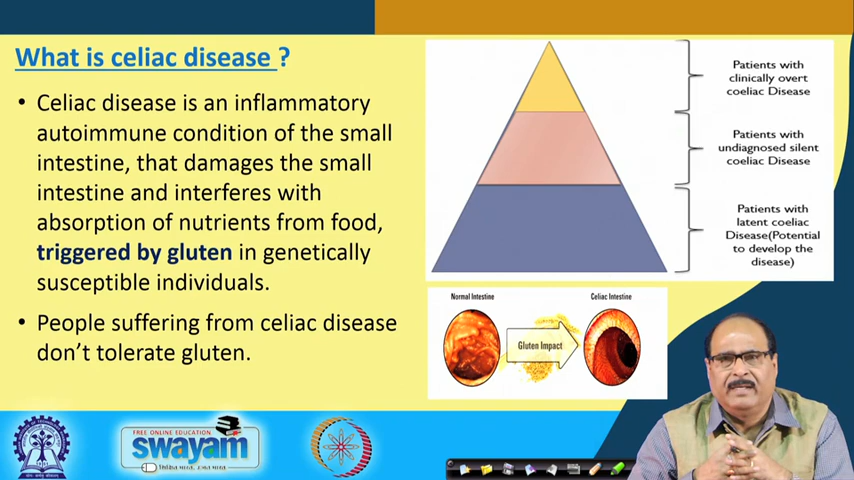 What is celiac disease ?
• Celiac disease is an inflammatory
autoimmune condition of the small
intestine, that damages the small
intestine and interferes with
absorption of nutrients from food,
triggered by gluten in genetically
susceptible individuals.
• People suffering from celiac disease
don't tolerate gluten.
Patients with
clinically overt
coeliac Disease
Patients with
undiagnosed silent
coeliac Disease
Patients with
latent coeliac
Disease(Potential
to develop the
disease)
Normal Intestine
Gluten Impact
Celiac Intestine
FREE ONLINE EDUCATION
swayam